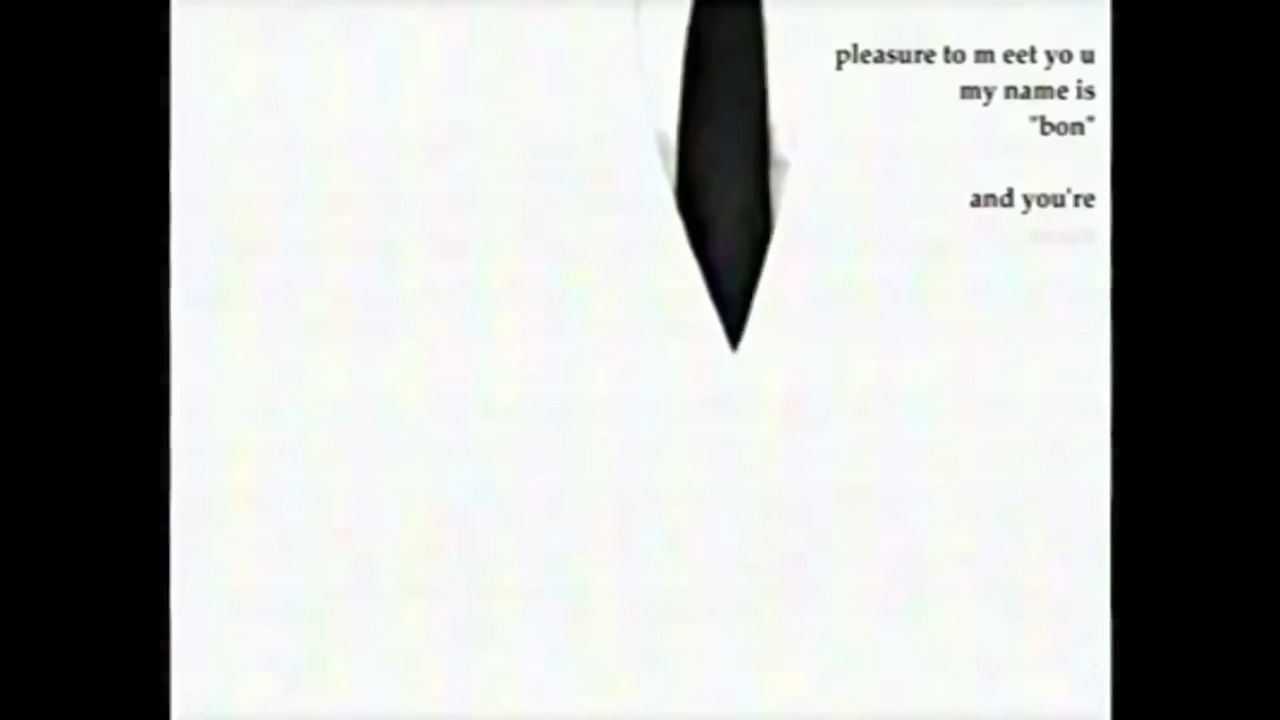 pleasure to m eet yo u
my name is
"bon"
and you're